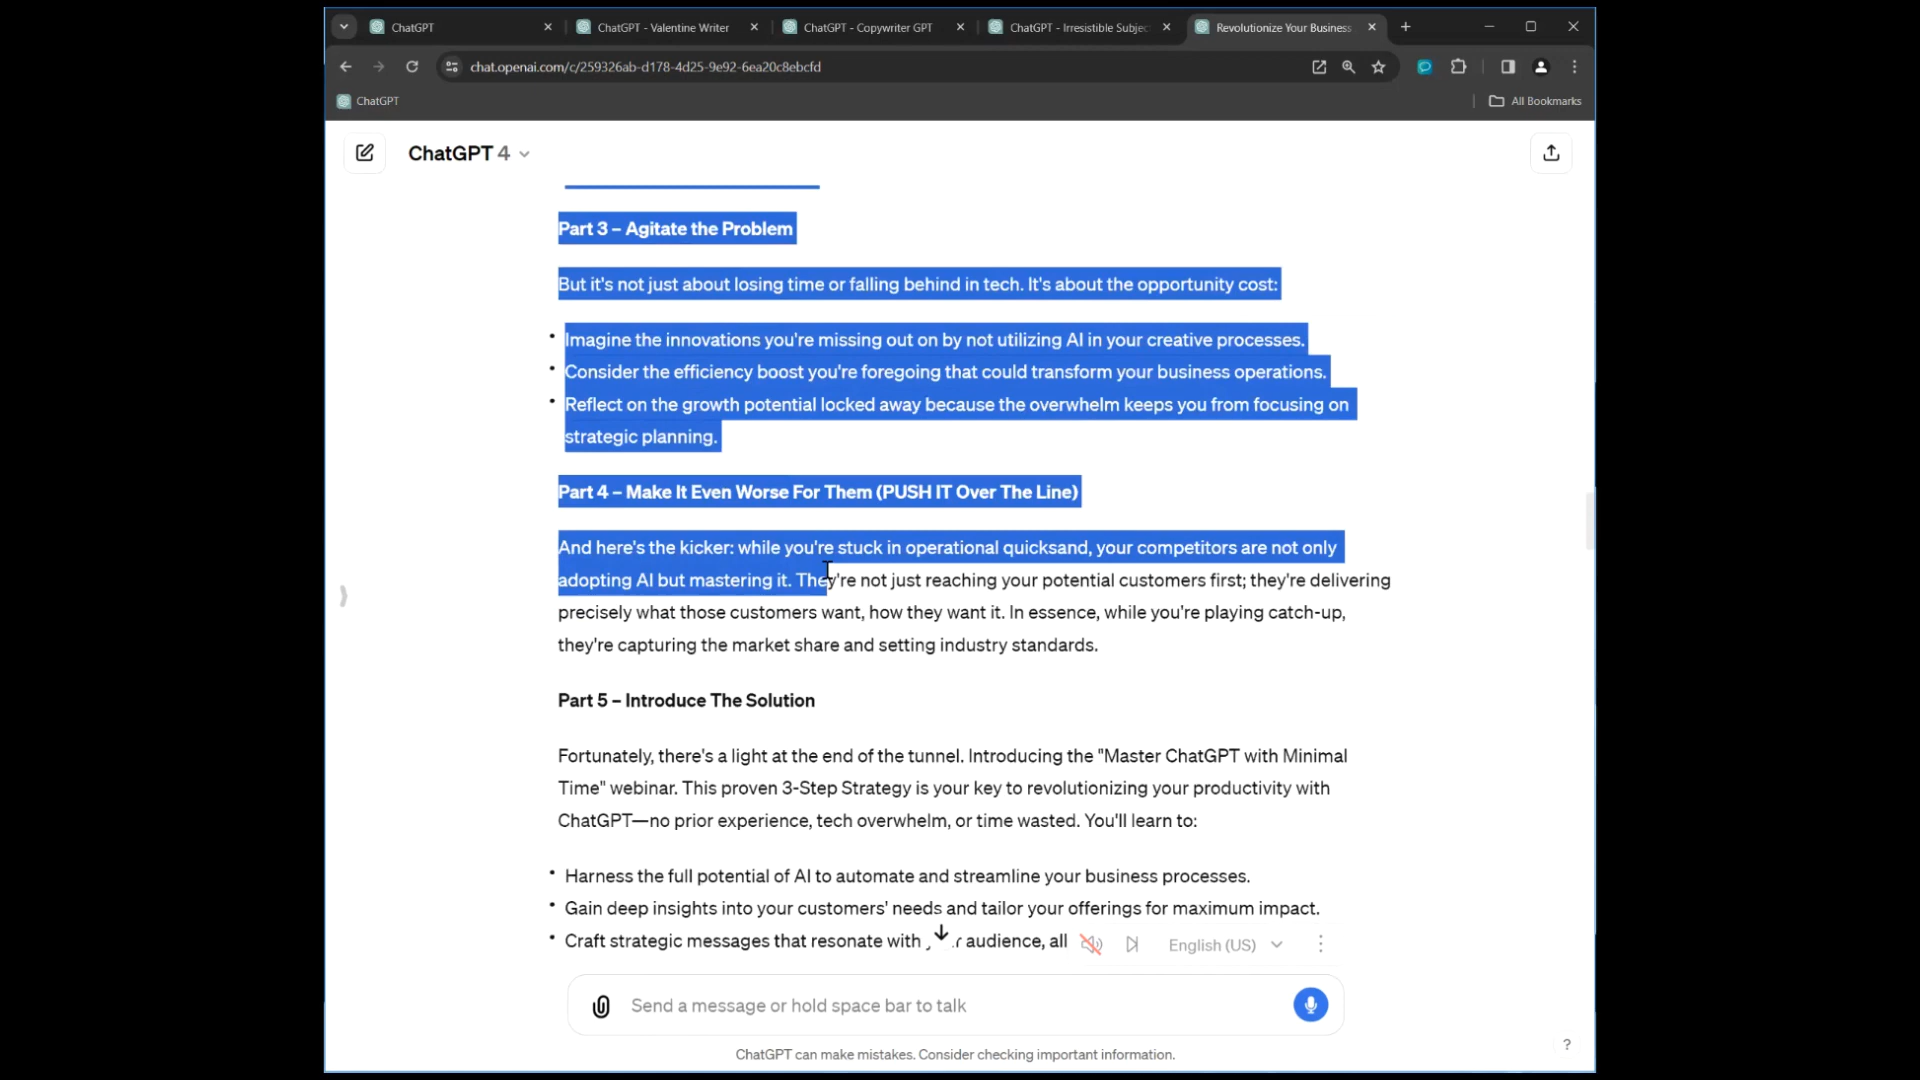 ChatGPT
ChatGPT - Valentine Writer
ChatGPT - Copywriter GPT
ChatGPT - Irresistible Subjec
Revolutionize Your Business
chat.openai.com/c/259326ab-d178-4d25-9e92-6ea20c8ebcfd
ChatGPT
All Bookmarks
ChatGPT 4
Part 3 – Agitate the Problem
But it's not just about losing time or falling behind in tech. It's about the opportunity cost:
• Imagine the innovations you're missing out on by not utilizing AI in your creative processes.
• Consider the efficiency boost you're foregoing that could transform your business operations.
• Reflect on the growth potential locked away because the overwhelm keeps you from focusing on
strategic planning.
Part 4 – Make It Even Worse For Them (PUSH IT Over The Line)
And here's the kicker: while you're stuck in operational quicksand, your competitors are not only
adopting AI but mastering it. They're not just reaching your potential customers first; they're delivering
precisely what those customers want, how they want it. In essence, while you're playing catch-up,
they're capturing the market share and setting industry standards.
Part 5 – Introduce The Solution
Fortunately, there's a light at the end of the tunnel. Introducing the "Master ChatGPT with Minimal
Time" webinar. This proven 3-Step Strategy is your key to revolutionizing your productivity with
ChatGPT—no prior experience, tech overwhelm, or time wasted. You'll learn to:
• Harness the full potential of AI to automate and streamline your business processes.
• Gain deep insights into your customers' needs and tailor your offerings for maximum impact.
• Craft strategic messages that resonate with audience, all
English (US)
Send a message or hold space bar to talk
ChatGPT can make mistakes. Consider checking important information.
?